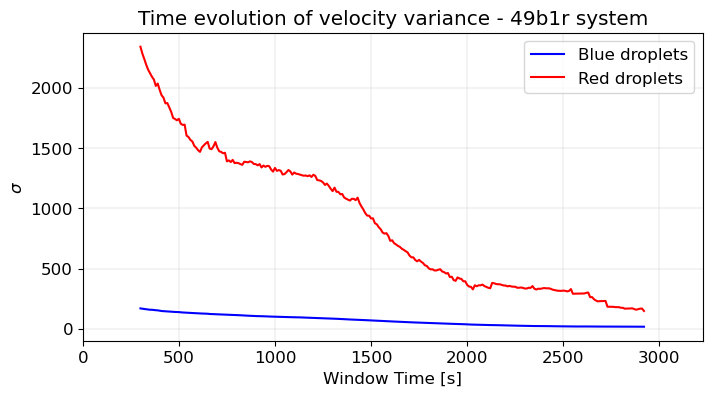 Time evolution of velocity variance - 49b1r system
Blue droplets
Red droplets
2000
1500
1000
500
0
σ
0 500 1000 1500 2000 2500 3000
Window Time [s]